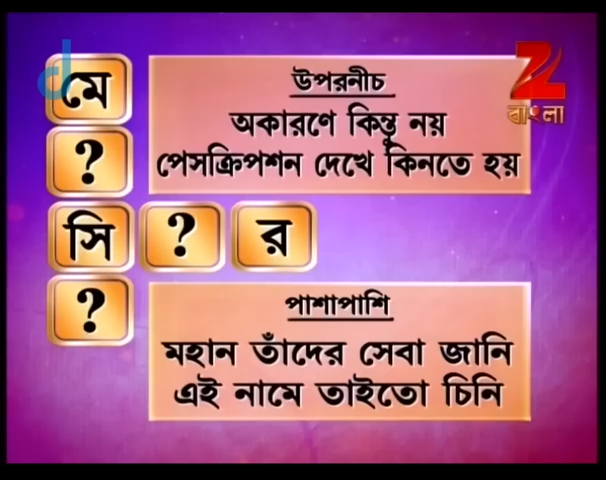 মে
উপরনীচ
অকারণে কিন্তু নয়
?
পেসক্রিপশন দেখে কিনতে হয়
বাংলা
সি ? র
?
পাশাপাশি
মহান তাঁদের সেবা জানি
এই নামে তাইতো চিনি